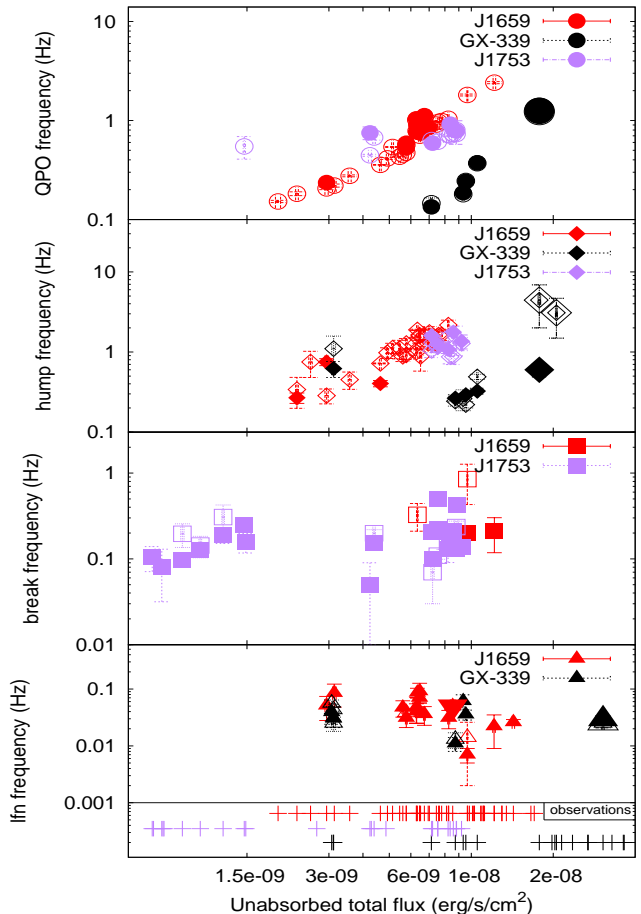 10
1
0.1
QPO frequency (Hz)
J1659
GX-339
J1753
10
1
0.1
hump frequency (Hz)
J1659
GX-339
J1753
1
0.1
0.01
break frequency (Hz)
J1659
J1753
0.1
0.01
0.001
lfn frequency (Hz)
J1659
GX-339
observations
1.5e-09 3e-09 6e-09 1e-08 2e-08
Unabsorbed total flux (erg/s/cm²)